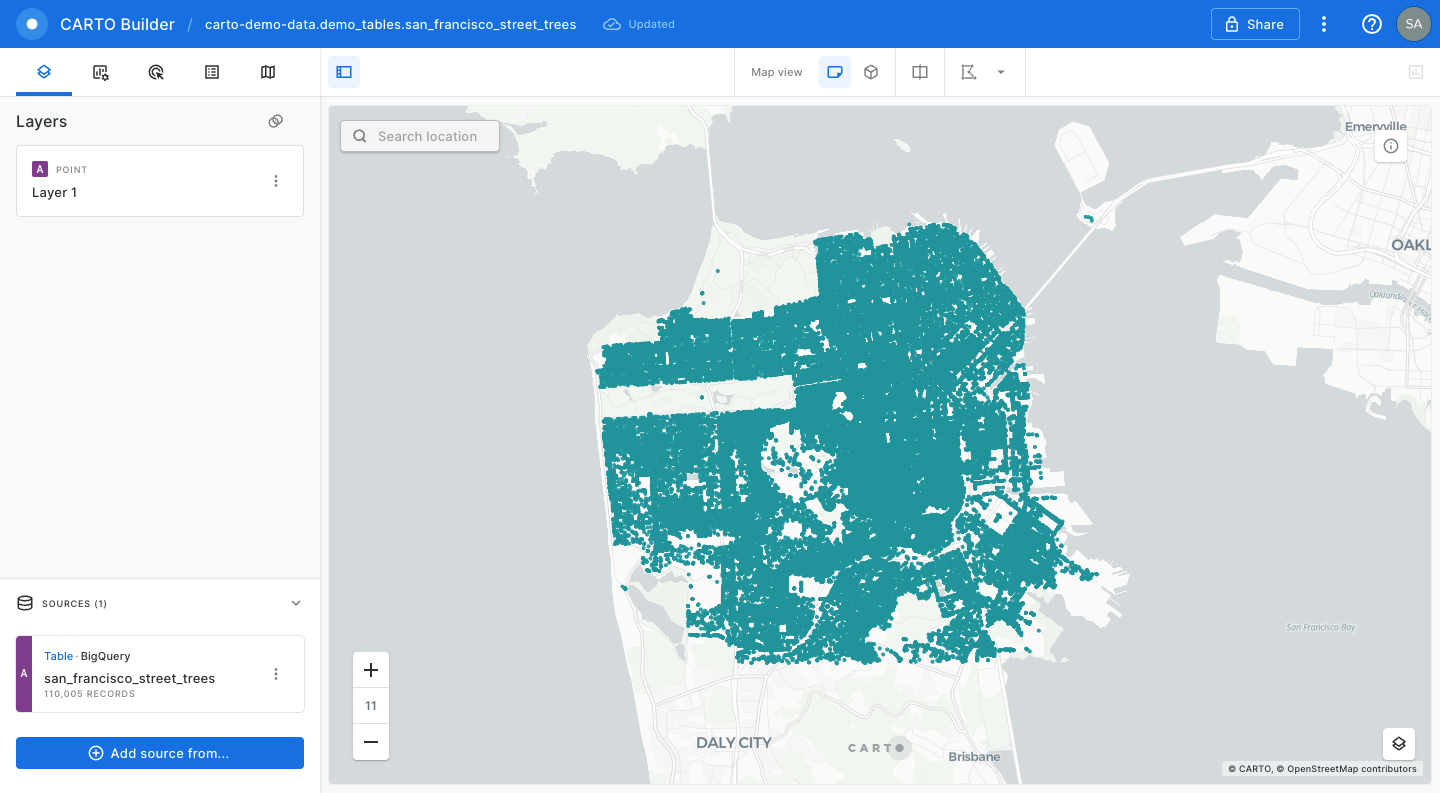 CARTO Builder / carto-demo-data.demo_tables.san_francisco_street_trees Updated Share SA
Map view
Layers
A POINT
Layer 1
SOURCES (1)
A
Table · BigQuery
san_francisco_street_trees
110,005 RECORDS
Add source from...
Search location
Emeryville
OAKL
San Francisco Bay
11
DALY CITY
CARTO
Brisbane
© CARTO, © OpenStreetMap contributors